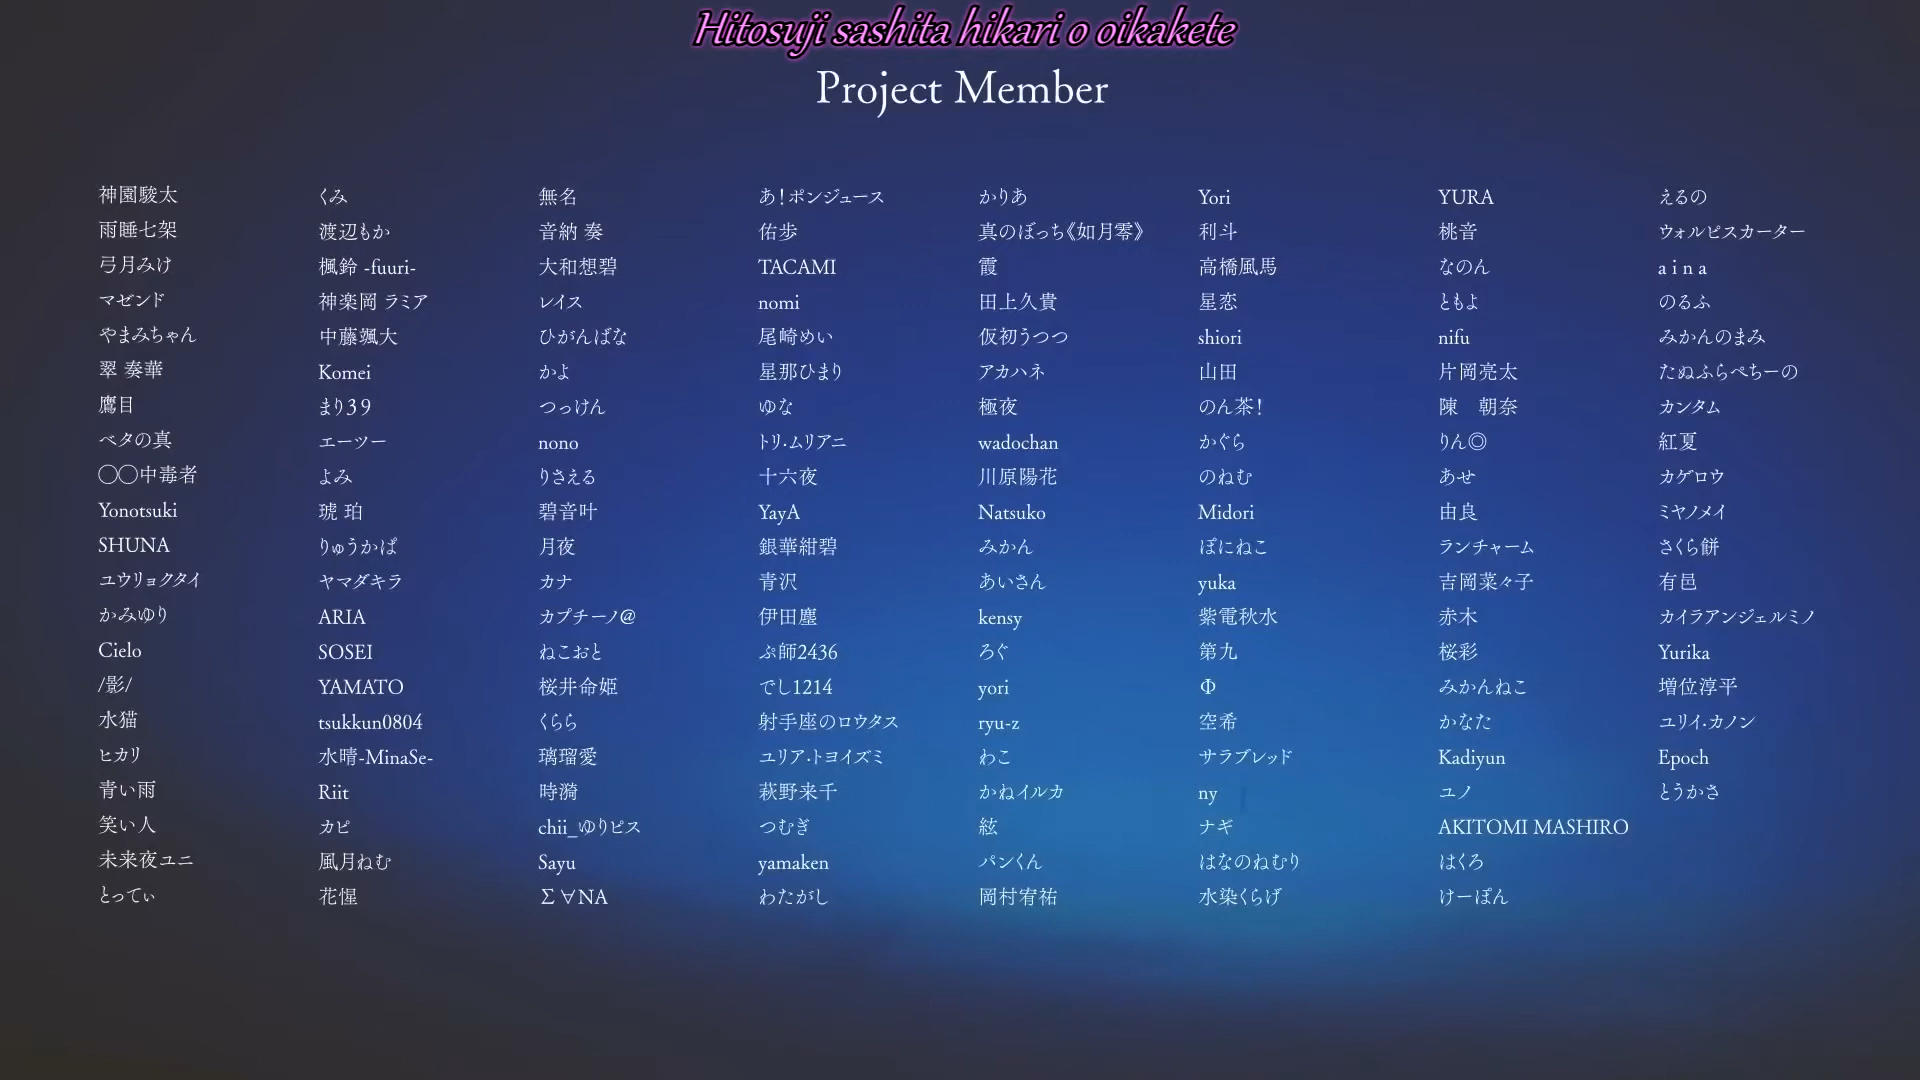 Hitosuji sashita hikari o oikakete
Project Member
神園駿太
雨睡七架
弓月みけ
マゼンド
やまみちゃん
翠 奏華
鷹目
ベタの真
◯◯中毒者
Yonotsuki
SHUNA
ユウリョクタイ
かみゆり
Cielo
/影/
水猫
ヒカリ
青い雨
笑い人
未来夜ユニ
とってぃ
くみ
渡辺もか
楓鈴 -fuuri-
神楽岡 ラミア
中藤颯大
Komei
まり39
エーツー
よみ
琥 珀
りゅうかぱ
ヤマダキラ
ARIA
SOSEI
YAMATO
tsukkun0804
水晴-MinaSe-
Riit
カピ
風月ねむ
花惺
無名
音納 奏
大和想碧
レイス
ひがんばな
かよ
つっけん
nono
りさえる
碧音叶
月夜
カナ
カプチーノ@
ねこおと
桜井命姫
くらら
璃瑠愛
時漪
chii_ゆりピス
Sayu
Σ∀NA
あ！ポンジュース
佑歩
TACAMI
nomi
尾崎めい
星那ひまり
ゆな
トリ・ムリアニ
十六夜
YayA
銀華紺碧
青沢
伊田塵
ぷ師2436
でし1214
射手座のロウタス
ユリア・トヨイズミ
萩野来千
つむぎ
yamaken
わたがし
かりあ
真のぼっち《如月零》
霞
田上久貴
仮初うつつ
アカハネ
極夜
wadochan
川原陽花
Natsuko
みかん
あいさん
kensy
ろぐ
yori
ryu-z
わこ
かねイルカ
絃
パンくん
岡村宥祐
Yori
利斗
高橋風馬
星恋
shiori
山田
のん茶！
かぐら
のねむ
Midori
ぽにねこ
yuka
紫電秋水
第九
Φ
空希
サラブレッド
ny
ナギ
はなのねむり
水染くらげ
YURA
桃音
なのん
ともよ
nifu
片岡亮太
陳　朝奈
りん◎
あせ
由良
ランチャーム
吉岡菜々子
赤木
桜彩
みかんねこ
かなた
Kadiyun
ユノ
AKITOMI MASHIRO
はくろ
けーぽん
えるの
ウォルピスカーター
a i n a
のるふ
みかんのまみ
たぬふらぺちーの
カンタム
紅夏
カゲロウ
ミヤノメイ
さくら餅
有邑
カイラアンジェルミノ
Yurika
増位淳平
ユリイ・カノン
Epoch
とうかさ